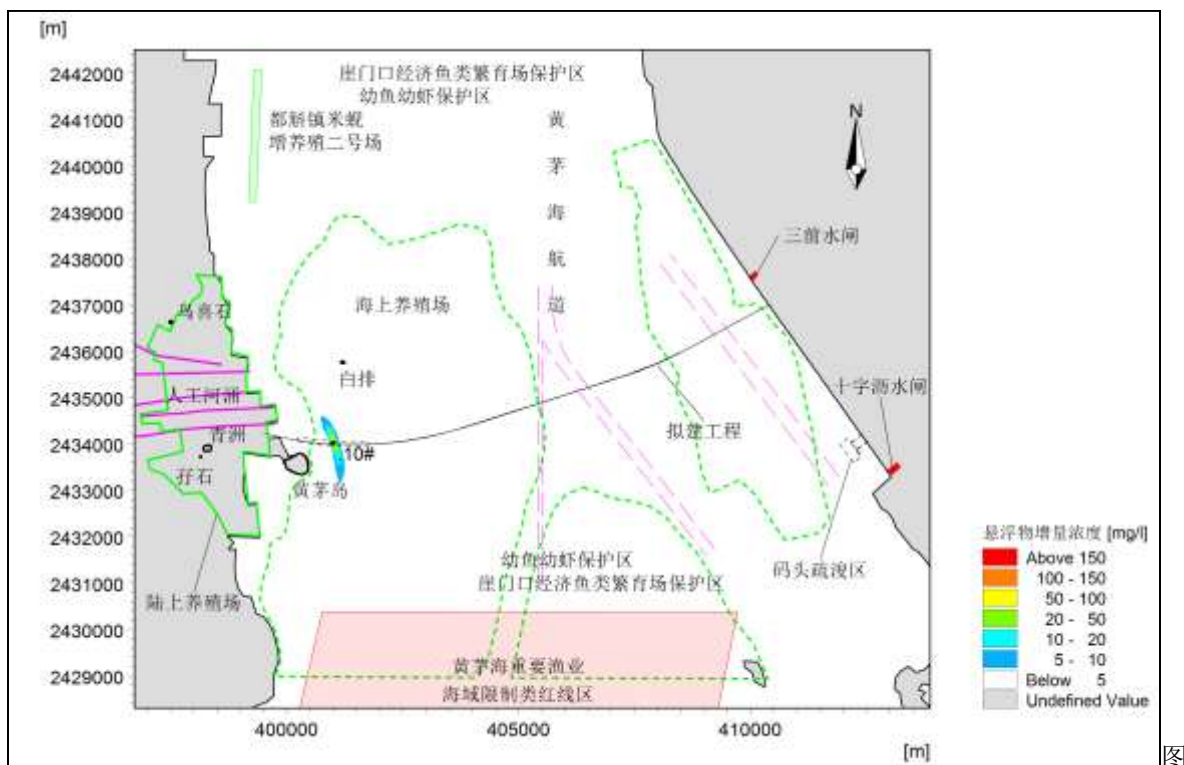 [m]
2442000
2441000
2440000
2439000
2438000
2437000
2436000
2435000
2434000
2433000
2432000
2431000
2430000
2429000
崖门口经济鱼类繁育场保护区
幼鱼幼虾保护区
都斛镇米蚬
增养殖二号场
黄
茅
海
航
道
N
三前水闸
海上养殖场
乌喜石
白排
人工河涌
十字沥水闸
拟建工程
青洲
10#
孖石
黄茅岛
幼鱼幼虾保护区
崖门口经济鱼类繁育场保护区
码头疏浚区
陆上养殖场
黄茅海重要渔业
海域限制类红线区
400000
405000
410000
[m]
悬浮物增量浓度 [mg/l]
Above 150
100 - 150
50 - 100
20 - 50
10 - 20
5 - 10
Below 5
Undefined Value
图